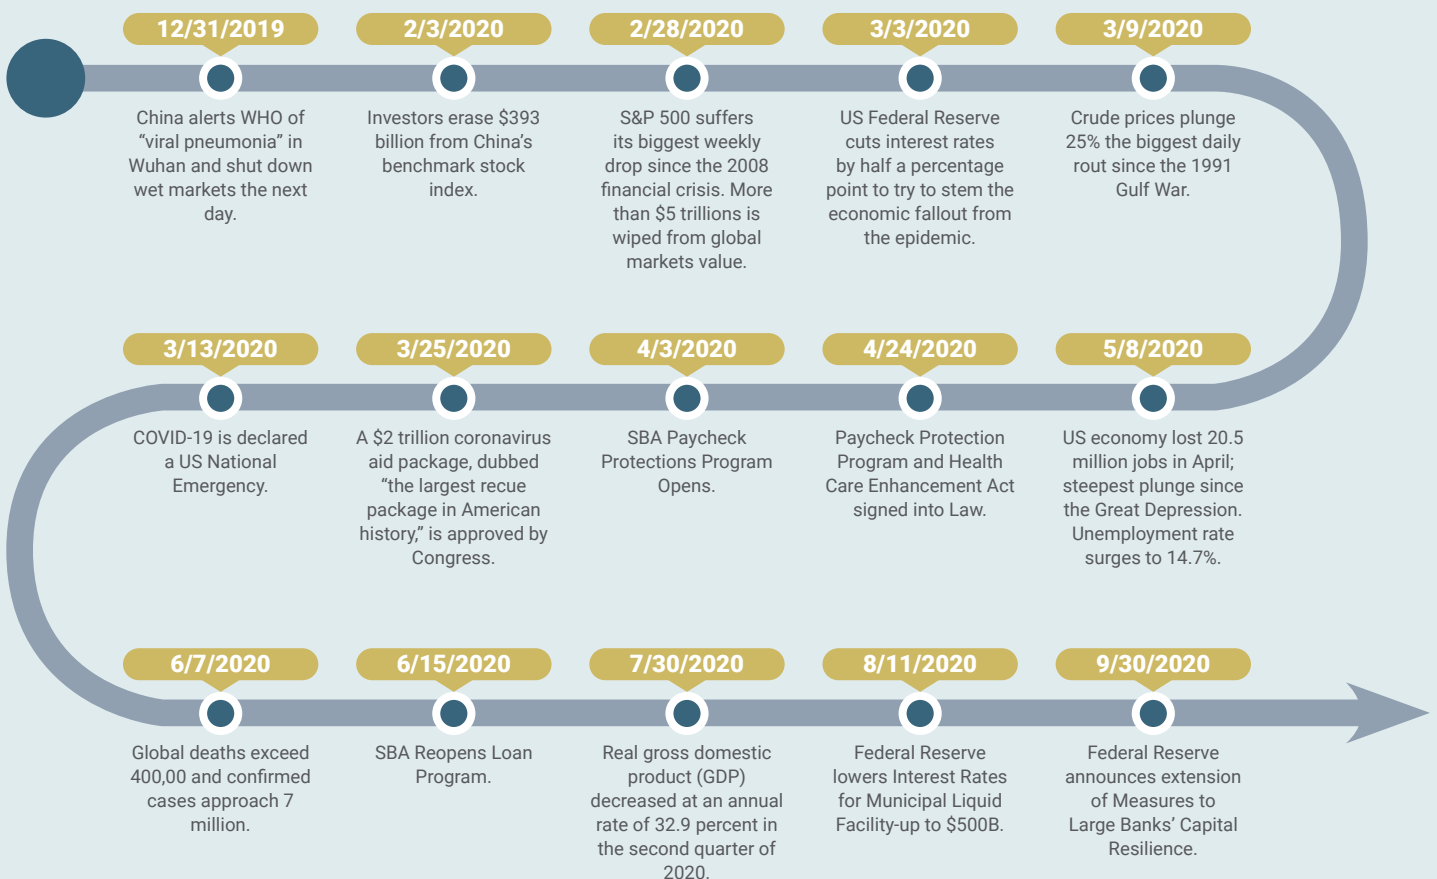 12/31/2019
China alerts WHO of
“viral pneumonia” in
Wuhan and shut down
wet markets the next
day.
2/3/2020
Investors erase $393
billion from China’s
benchmark stock
index.
2/28/2020
S&P 500 suffers
its biggest weekly
drop since the 2008
financial crisis. More
than $5 trillions is
wiped from global
markets value.
3/3/2020
US Federal Reserve
cuts interest rates
by half a percentage
point to try to stem the
economic fallout from
the epidemic.
3/9/2020
Crude prices plunge
25% the biggest daily
rout since the 1991
Gulf War.
3/13/2020
COVID-19 is declared
a US National
Emergency.
3/25/2020
A $2 trillion coronavirus
aid package, dubbed
“the largest recue
package in American
history,” is approved by
Congress.
4/3/2020
SBA Paycheck
Protections Program
Opens.
4/24/2020
Paycheck Protection
Program and Health
Care Enhancement Act
signed into Law.
5/8/2020
US economy lost 20.5
million jobs in April;
steepest plunge since
the Great Depression.
Unemployment rate
surges to 14.7%.
6/7/2020
Global deaths exceed
400,00 and confirmed
cases approach 7
million.
6/15/2020
SBA Reopens Loan
Program.
7/30/2020
Real gross domestic
product (GDP)
decreased at an annual
rate of 32.9 percent in
the second quarter of
2020.
8/11/2020
Federal Reserve
lowers Interest Rates
for Municipal Liquid
Facility-up to $500B.
9/30/2020
Federal Reserve
announces extension
of Measures to
Large Banks’ Capital
Resilience.